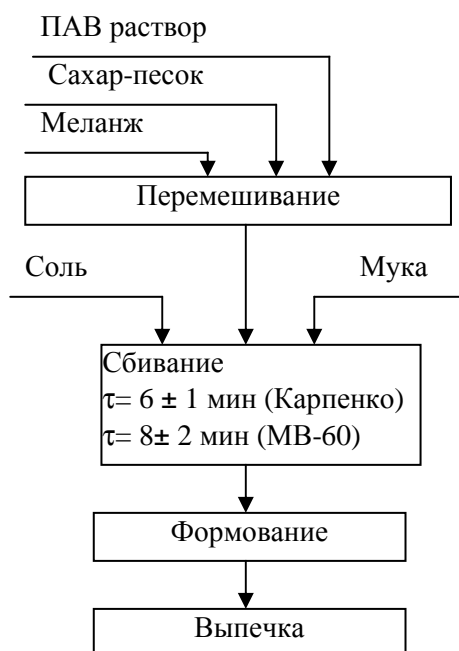 ПАВ раствор
Сахар-песок
Меланж
Перемешивание
Соль
Мука
Сбивание
τ= 6 ± 1 мин (Карпенко)
τ= 8± 2 мин (МВ-60)
Формование
Выпечка